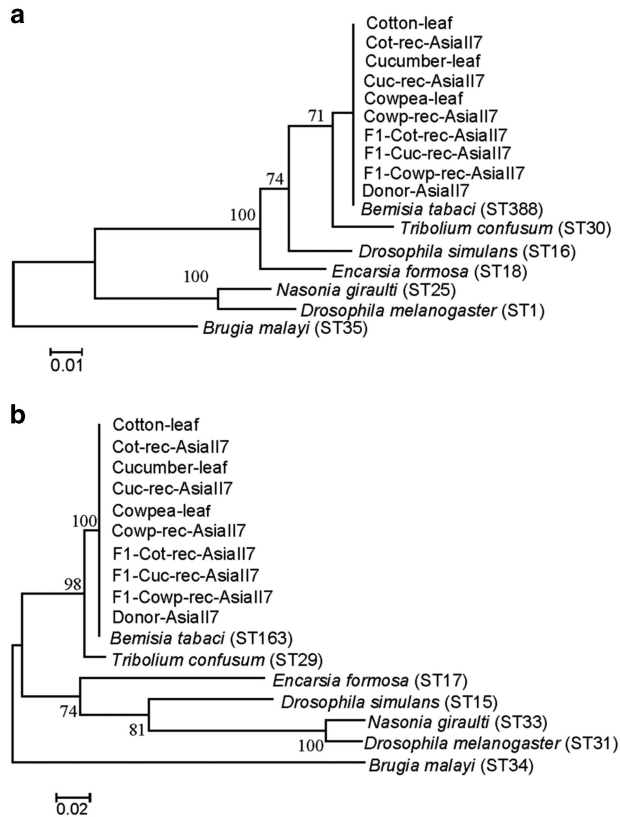 a
Cotton-leaf
Cot-rec-AsiaII7
Cucumber-leaf
Cuc-rec-AsiaII7
Cowpea-leaf
71
Cowp-rec-AsiaII7
F1-Cot-rec-AsiaII7
F1-Cuc-rec-AsiaII7
F1-Cowp-rec-AsiaII7
74
Donor-AsiaII7
Bemisia tabaci (ST388)
100
Tribolium confusum (ST30)
Drosophila simulans (ST16)
Encarsia formosa (ST18)
100
Nasonia giraulti (ST25)
Drosophila melanogaster (ST1)
Brugia malayi (ST35)
0.01
b
Cotton-leaf
Cot-rec-AsiaII7
Cucumber-leaf
Cuc-rec-AsiaII7
Cowpea-leaf
100
Cowp-rec-AsiaII7
F1-Cot-rec-AsiaII7
F1-Cuc-rec-AsiaII7
98
F1-Cowp-rec-AsiaII7
Donor-AsiaII7
Bemisia tabaci (ST163)
Tribolium confusum (ST29)
Encarsia formosa (ST17)
Drosophila simulans (ST15)
74
Nasonia giraulti (ST33)
81
Drosophila melanogaster (ST31)
100
Brugia malayi (ST34)
0.02